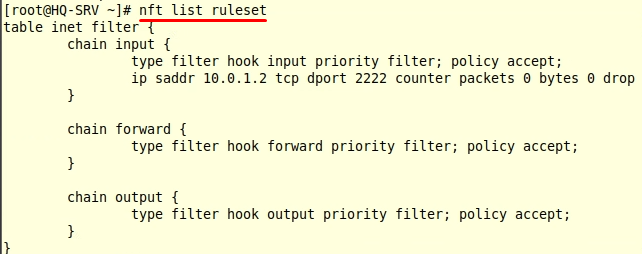 [root@HQ-SRV ~]# nft list ruleset
table inet filter {
        chain input {
                type filter hook input priority filter; policy accept;
                ip saddr 10.0.1.2 tcp dport 2222 counter packets 0 bytes 0 drop
        }

        chain forward {
                type filter hook forward priority filter; policy accept;
        }

        chain output {
                type filter hook output priority filter; policy accept;
        }
}